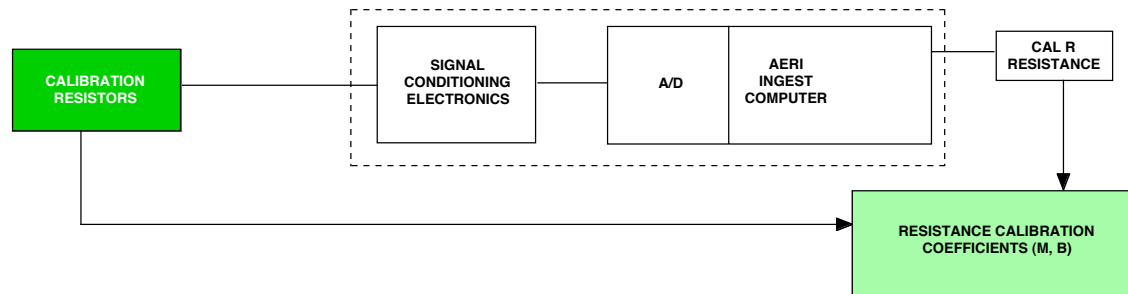 CALIBRATION
RESISTORS
SIGNAL
CONDITIONING
ELECTRONICS
A/D
AERI
INGEST
COMPUTER
CAL R
RESISTANCE
RESISTANCE CALIBRATION
COEFFICIENTS (M, B)